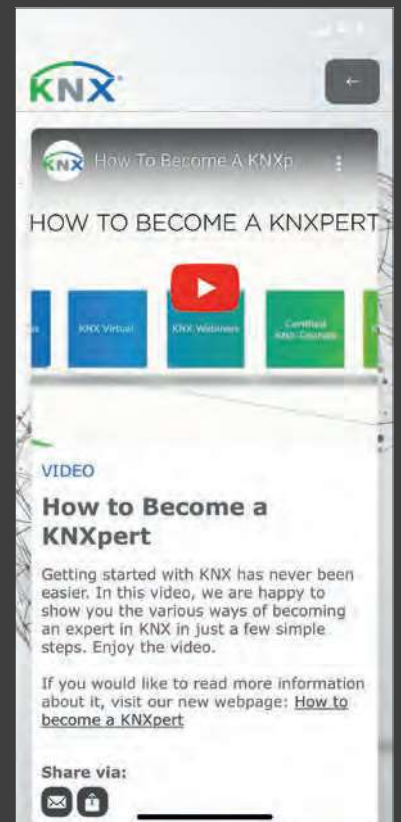 KNX
KNX How To Become A KNXp
HOW TO BECOME A KNXPERT
KNX Virtual
KNX Webinars
Certified
KNX Courses
VIDEO
How to Become a
KNXpert
Getting started with KNX has never been
easier. In this video, we are happy to
show you the various ways of becoming
an expert in KNX in just a few simple
steps. Enjoy the video.
If you would like to read more information
about it, visit our new webpage: How to
become a KNXpert
Share via: